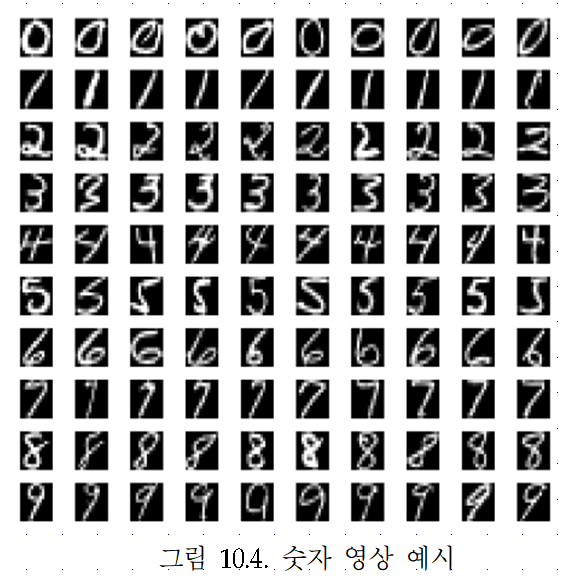 0 0 0 0 0 0 0 0 0 0
1 1 1 1 1 1 1 1 1 1
2 2 2 2 2 2 2 2 2 2
3 3 3 3 3 3 3 3 3 3
4 4 4 4 4 4 4 4 4 4
5 5 5 5 5 5 5 5 5 5
6 6 6 6 6 6 6 6 6 6
7 7 7 7 7 7 7 7 7 7
8 8 8 8 8 8 8 8 8 8
9 9 9 9 9 9 9 9 9 9
그림 10.4. 숫자 영상 예시